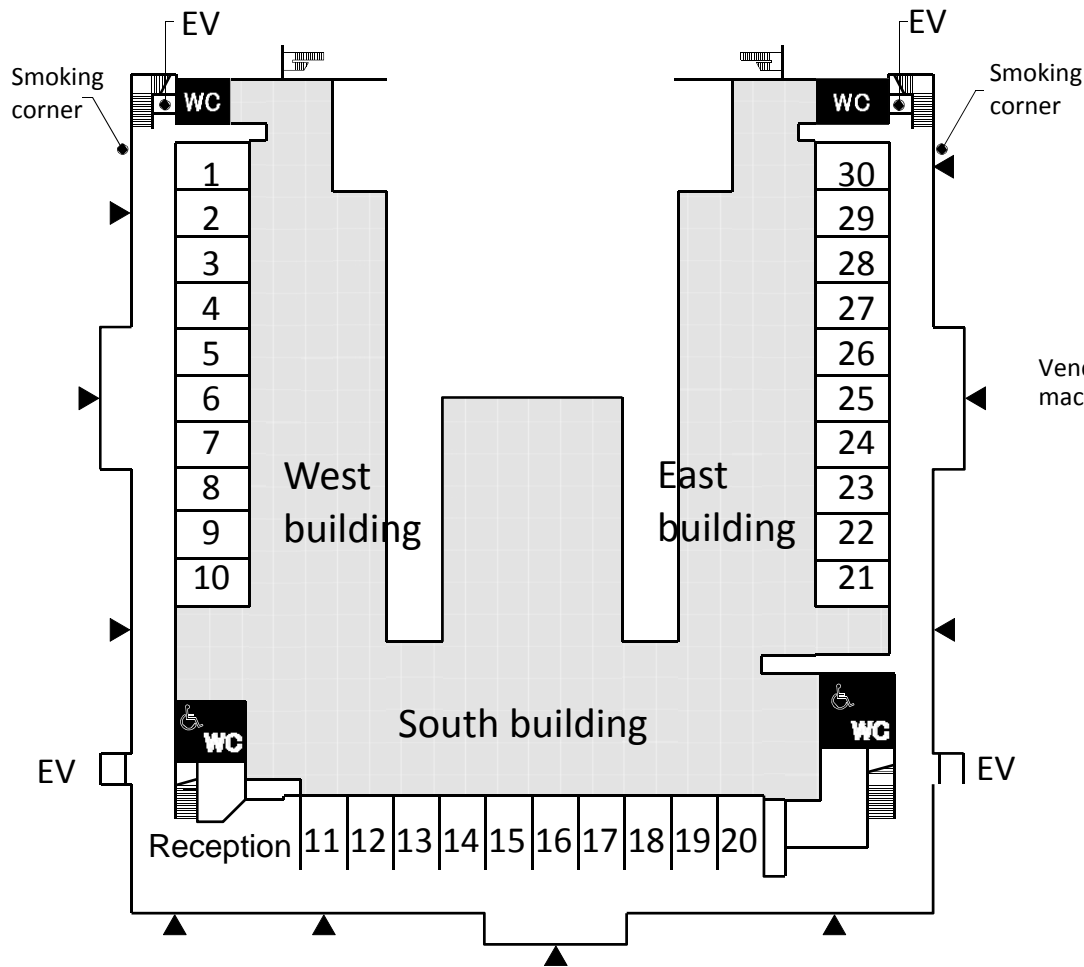 EV
EV
Smoking
corner
Smoking
corner
WC
WC
1
2
3
4
5
6
7
8
9
10
30
29
28
27
26
25
24
23
22
21
West
building
East
building
South building
WC
WC
EV
EV
Reception
11 12 13 14 15 16 17 18 19 20